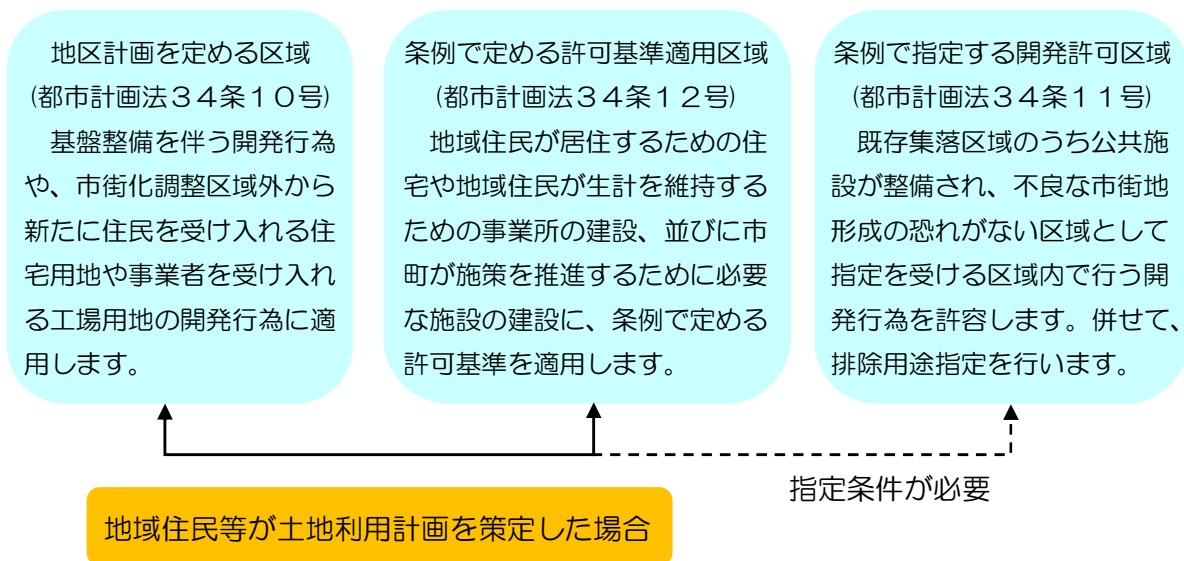 地区計画を定める区域
(都市計画法３４条１０号)
基盤整備を伴う開発行為
や、市街化調整区域外から
新たに住民を受け入れる住
宅用地や事業者を受け入れ
る工場用地の開発行為に適
用します。
条例で定める許可基準適用区域
(都市計画法３４条１２号)
地域住民が居住するための住
宅や地域住民が生計を維持する
ための事業所の建設、並びに市
町が施策を推進するために必要
な施設の建設に、条例で定める
許可基準を適用します。
条例で指定する開発許可区域
(都市計画法３４条１１号)
既存集落区域のうち公共施
設が整備され、不良な市街地
形成の恐れがない区域として
指定を受ける区域内で行う開
発行為を許容します。併せて、
排除用途指定を行います。
指定条件が必要
地域住民等が土地利用計画を策定した場合